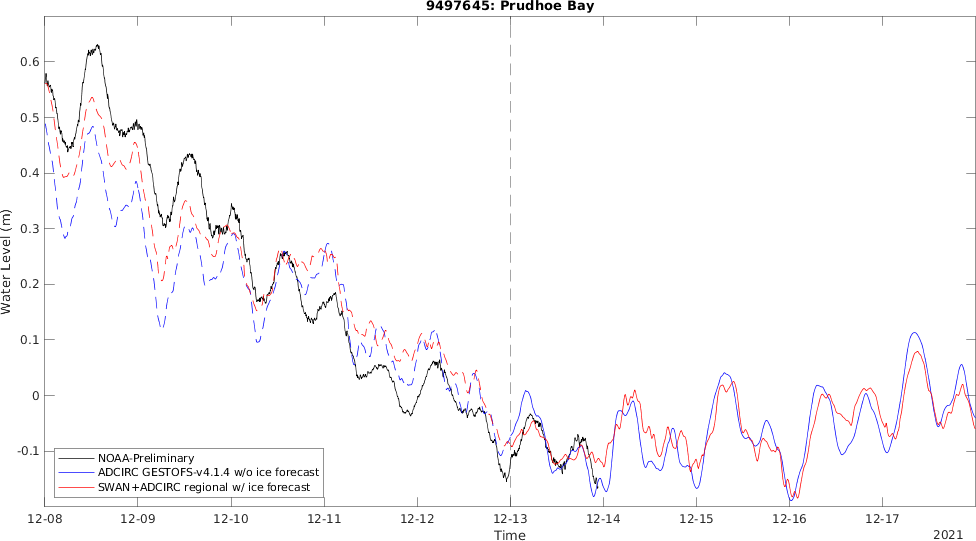 9497645: Prudhoe Bay
Water Level (m)
0.6
0.5
0.4
0.3
0.2
0.1
0
-0.1
NOAA-Preliminary
ADCIRC GESTOFS-v4.1.4 w/o ice forecast
SWAN+ADCIRC regional w/ ice forecast
12-08 12-09 12-10 12-11 12-12 12-13 12-14 12-15 12-16 12-17
Time
2021